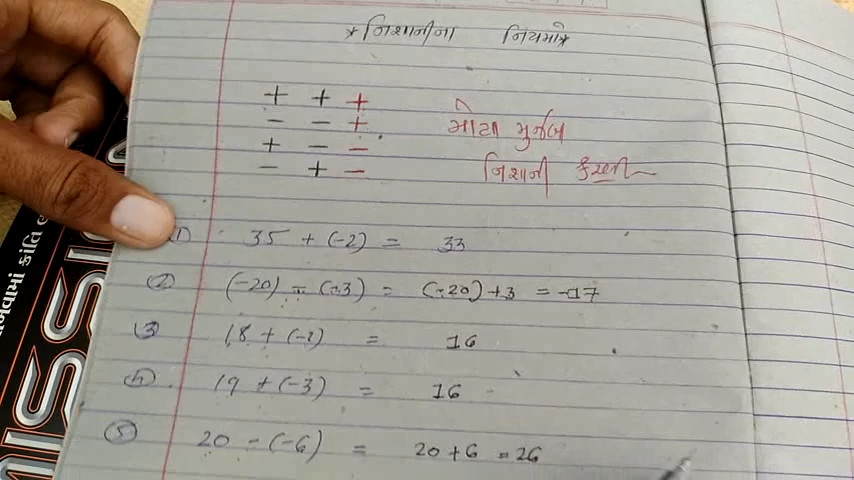 * નિશાનીના નિયમો *
+ + +
- - +
+ - -
- + -
મોટા મુજબ
નિશાની કરવી
(1) 35 + (-2) = 33
(2) (-20) - (-3) = (-20) + 3 = -17
(3) 18 + (-2) = 16
(4) 19 + (-3) = 16
(5) 20 - (-6) = 20 + 6 = 26
MISSIO